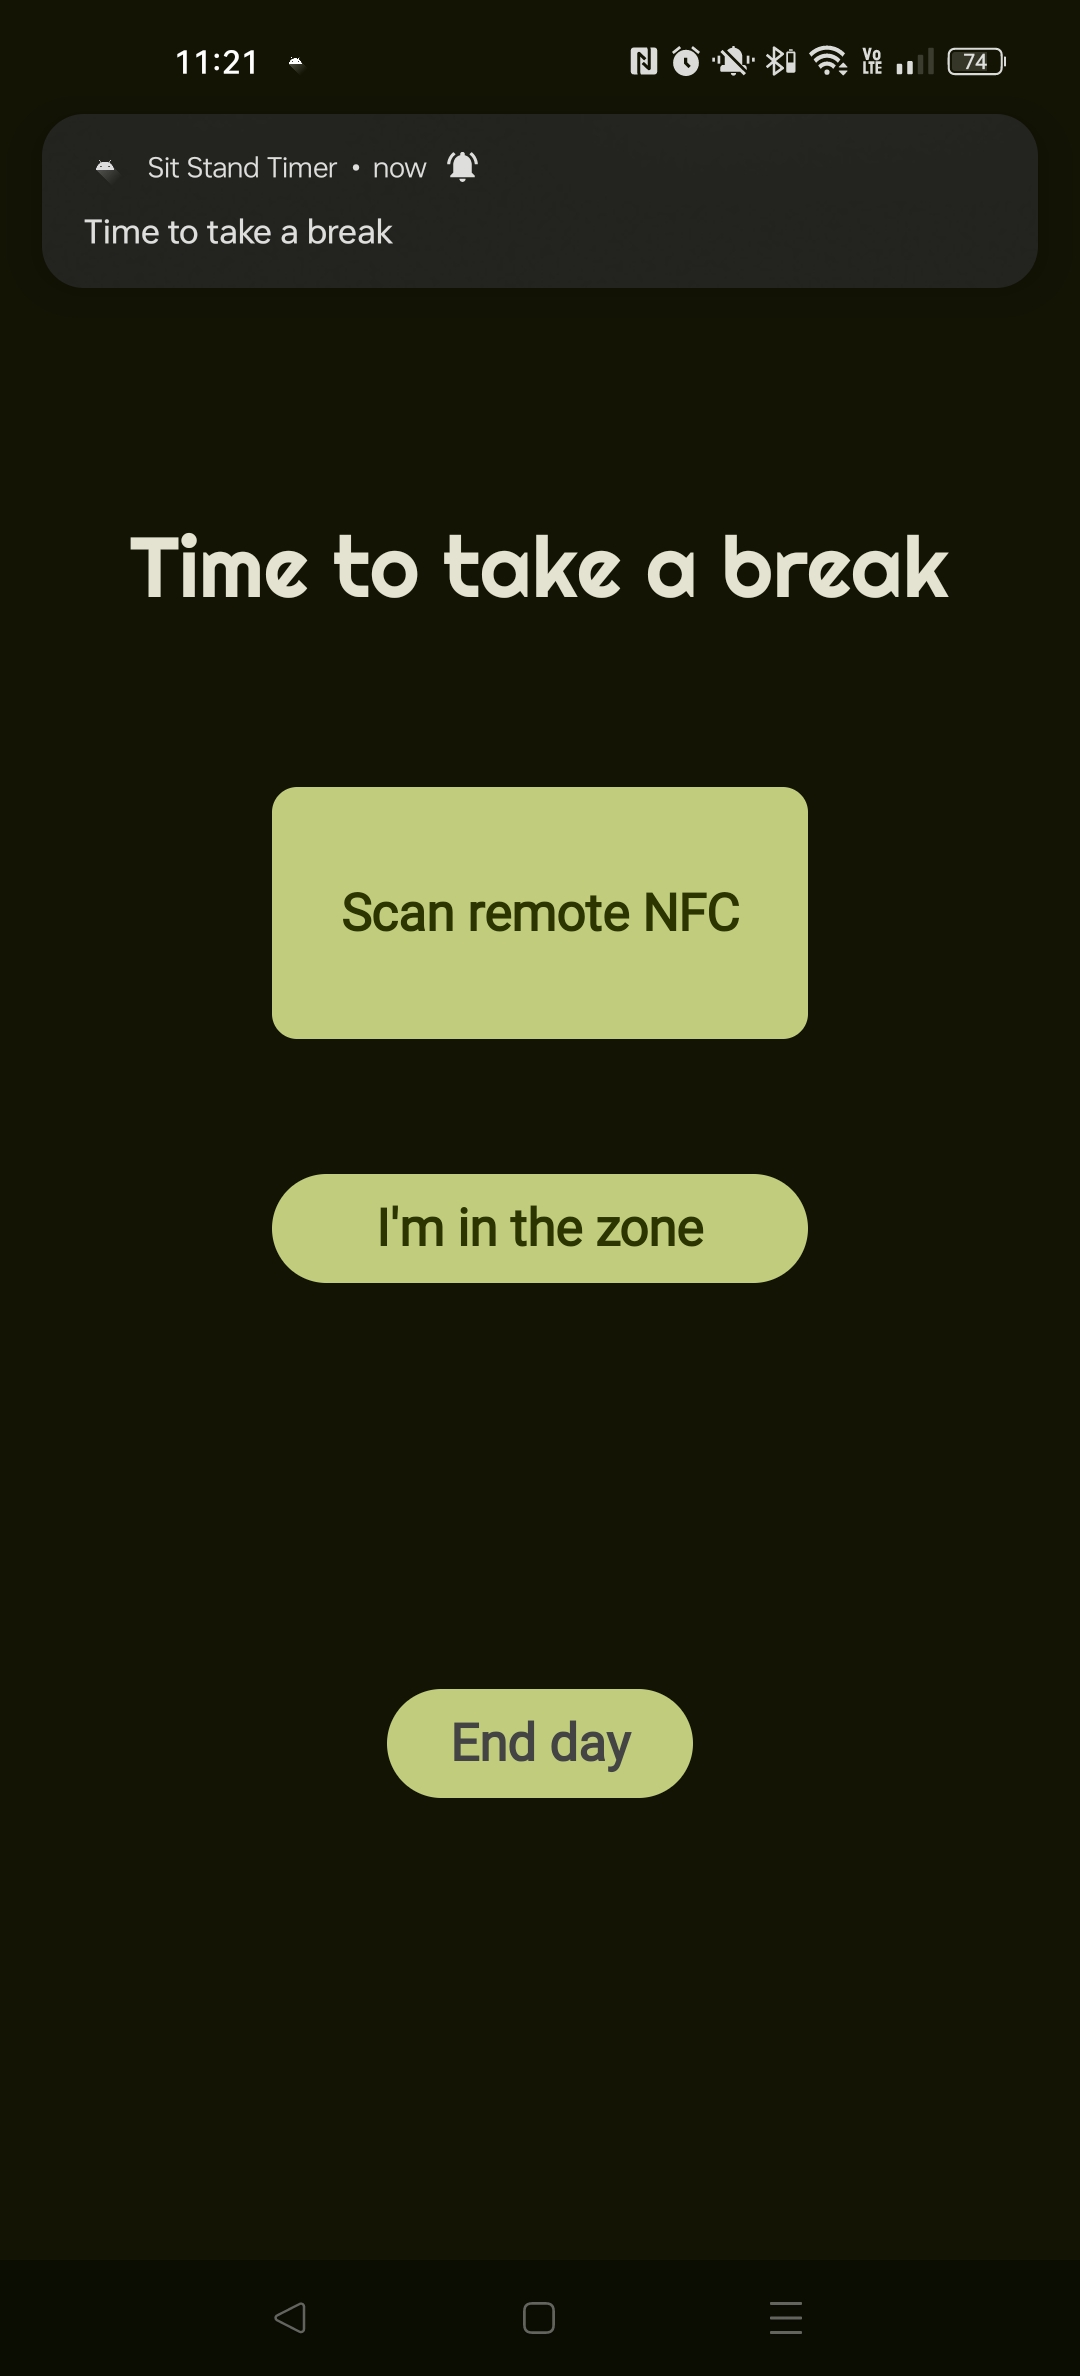 11:21 Vo LTE 74
Sit Stand Timer • now
Time to take a break
Time to take a break
Scan remote NFC
I'm in the zone
End day